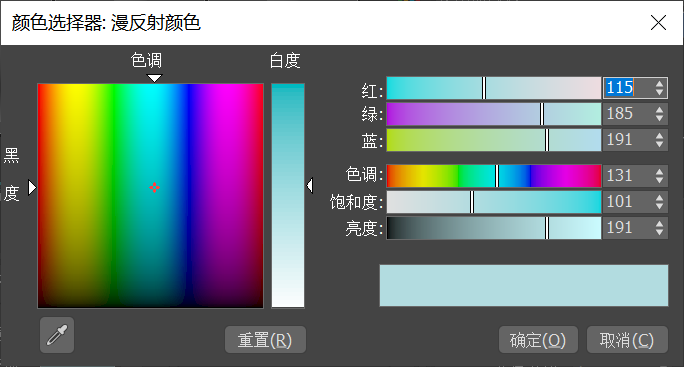 颜色选择器: 漫反射颜色
色调
白度
黑
度
红:
115
绿:
185
蓝:
191
色调:
131
饱和度:
101
亮度:
191
重置(R)
确定(O)
取消(C)